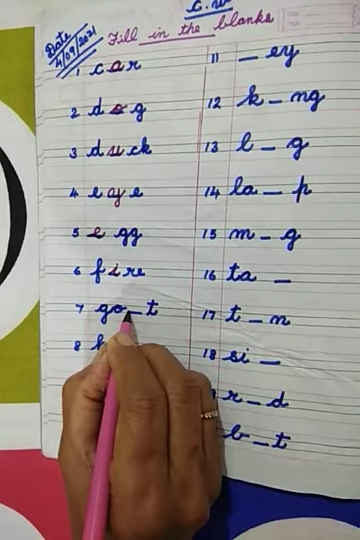 C.W
Date
4/09/2021
Fill in the blanks
1 car
2 dog
3 duck
4 eye
5 egg
6 fire
7 go_t
8 h
11 _ ey
12 k _ ng
13 l _ g
14 la _ p
15 m _ g
16 ta _
17 t _ n
18 si _
r _ d
b _ t